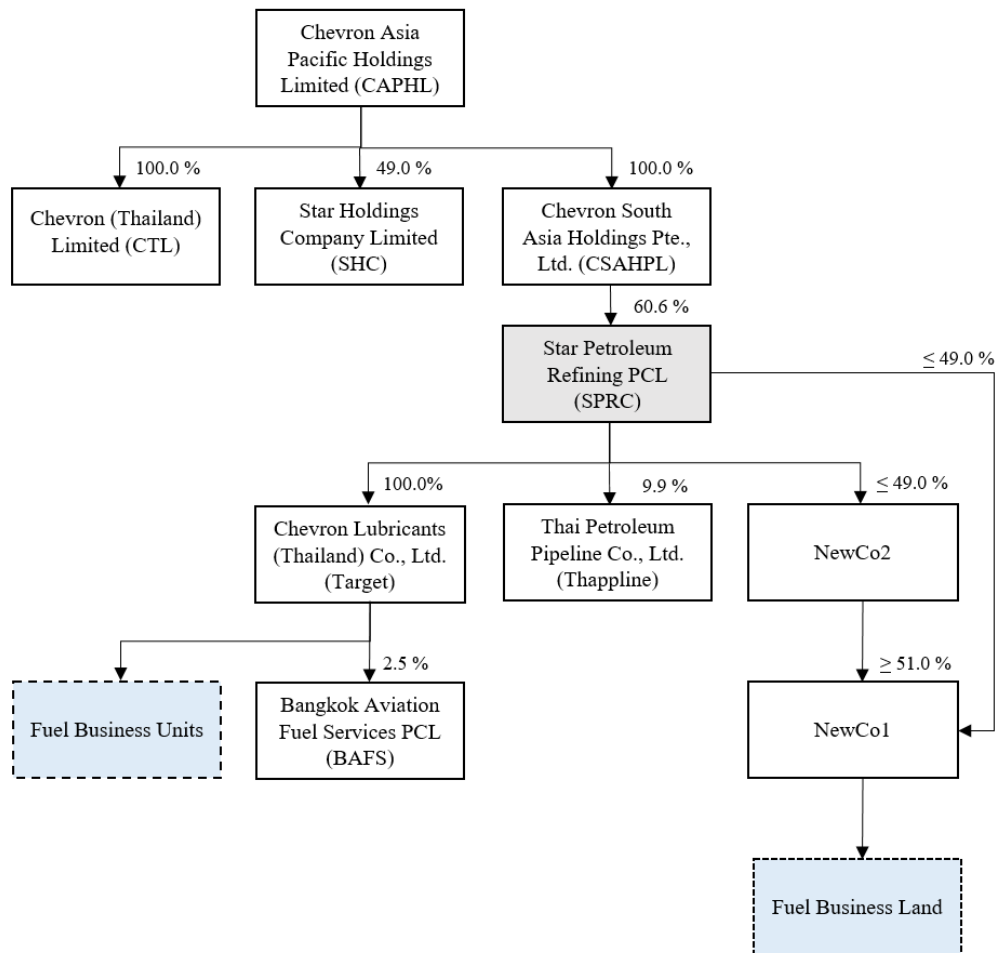 Chevron Asia
Pacific Holdings
Limited (CAPHL)
100.0 %
49.0 %
100.0 %
Chevron (Thailand)
Limited (CTL)
Star Holdings
Company Limited
(SHC)
Chevron South
Asia Holdings Pte.,
Ltd. (CSAHPL)
60.6 %
Star Petroleum
Refining PCL
(SPRC)
≤ 49.0 %
100.0%
9.9 %
≤ 49.0 %
Chevron Lubricants
(Thailand) Co., Ltd.
(Target)
Thai Petroleum
Pipeline Co., Ltd.
(Thappline)
NewCo2
2.5 %
≥ 51.0 %
Fuel Business Units
Bangkok Aviation
Fuel Services PCL
(BAFS)
NewCo1
Fuel Business Land